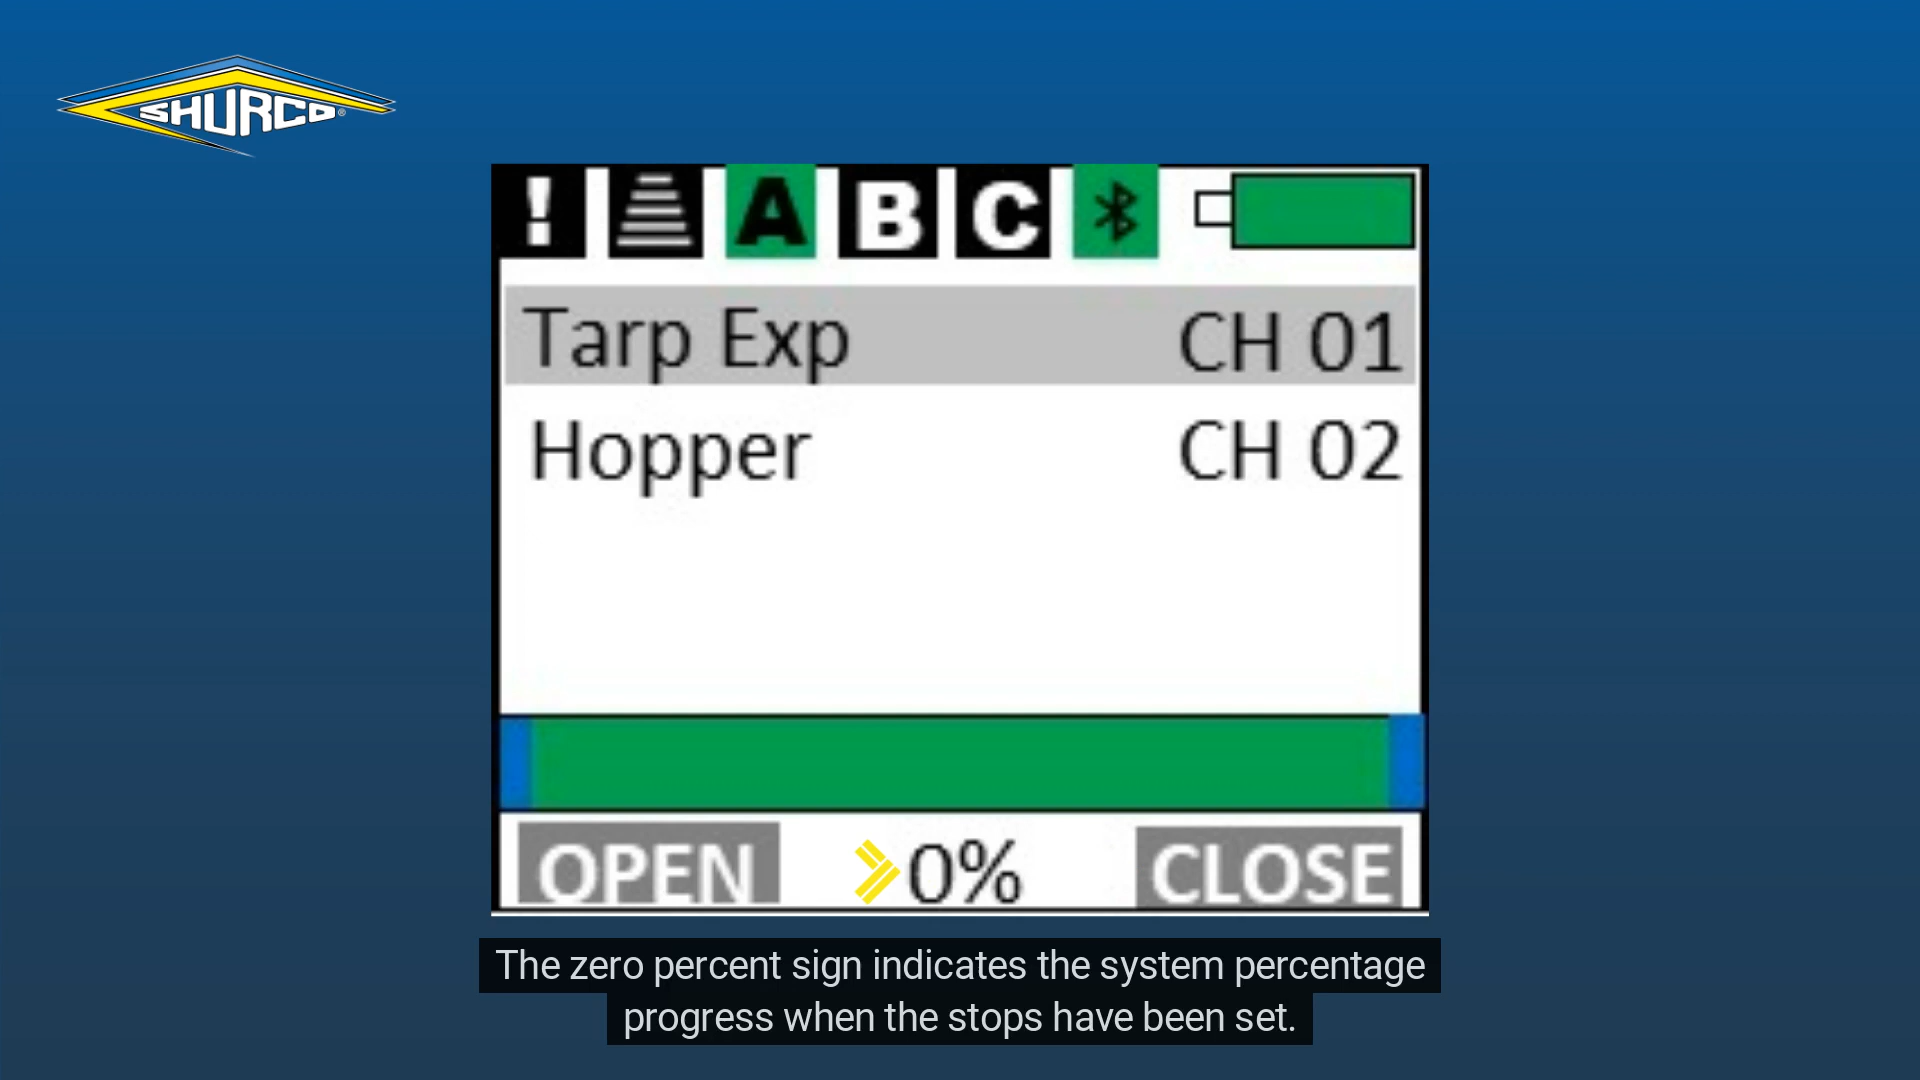 SHURCO®
! A B C
Tarp Exp CH 01
Hopper CH 02
OPEN 0% CLOSE
The zero percent sign indicates the system percentage
progress when the stops have been set.